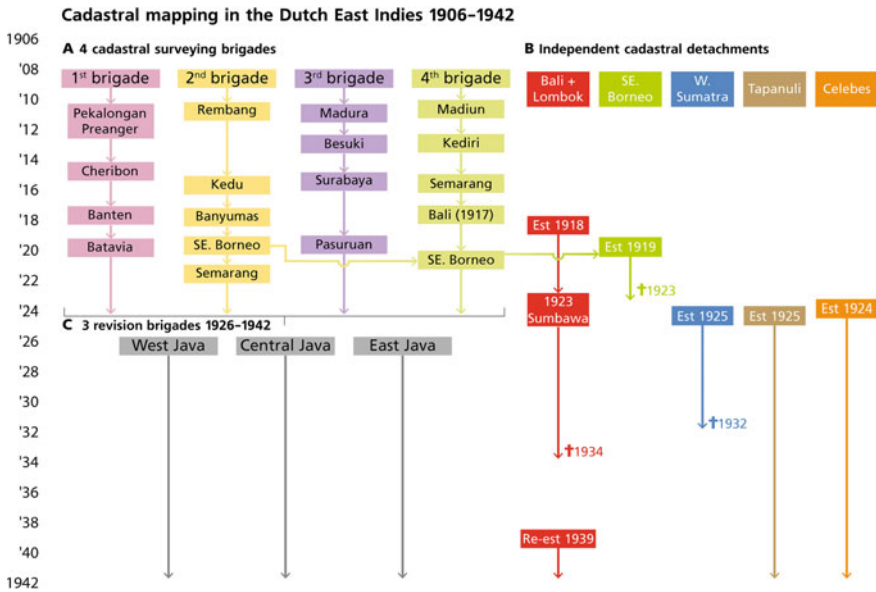 Cadastral mapping in the Dutch East Indies 1906–1942
1906
'08
'10
'12
'14
'16
'18
'20
'22
'24
'26
'28
'30
'32
'34
'36
'38
'40
1942
A 4 cadastral surveying brigades
1st brigade
Pekalongan
Preanger
Cheribon
Banten
Batavia
2nd brigade
Rembang
Kedu
Banyumas
SE. Borneo
Semarang
3rd brigade
Madura
Besuki
Surabaya
Pasuruan
4th brigade
Madiun
Kediri
Semarang
Bali (1917)
SE. Borneo
B Independent cadastral detachments
Bali +
Lombok
Est 1918
1923
Sumbawa
✝1934
Re-est 1939
SE.
Borneo
Est 1919
✝1923
W.
Sumatra
Est 1925
✝1932
Tapanuli
Est 1925
Celebes
Est 1924
C 3 revision brigades 1926–1942
West Java
Central Java
East Java